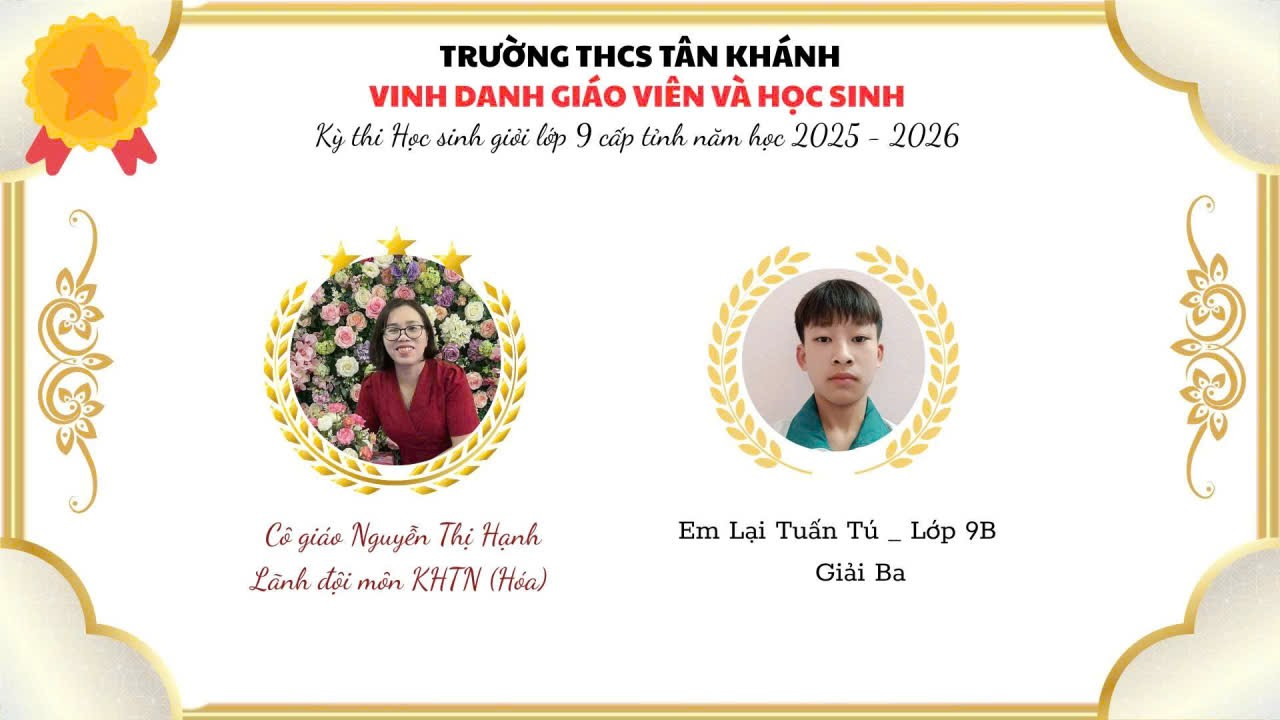 TRƯỜNG THCS TÂN KHÁNH
VINH DANH GIÁO VIÊN VÀ HỌC SINH
Kỳ thi Học sinh giỏi lớp 9 cấp tỉnh năm học 2025 - 2026
Cô giáo Nguyễn Thị Hạnh
Lãnh đội môn KHTN (Hóa)
Em Lại Tuấn Tú _ Lớp 9B
Giải Ba